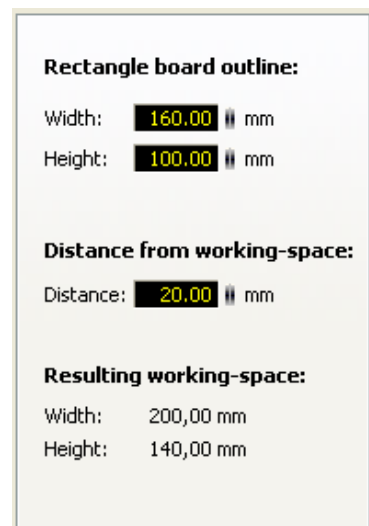 Rectangle board outline:
Width: 160.00 mm
Height: 100.00 mm
Distance from working-space:
Distance: 20.00 mm
Resulting working-space:
Width: 200,00 mm
Height: 140,00 mm